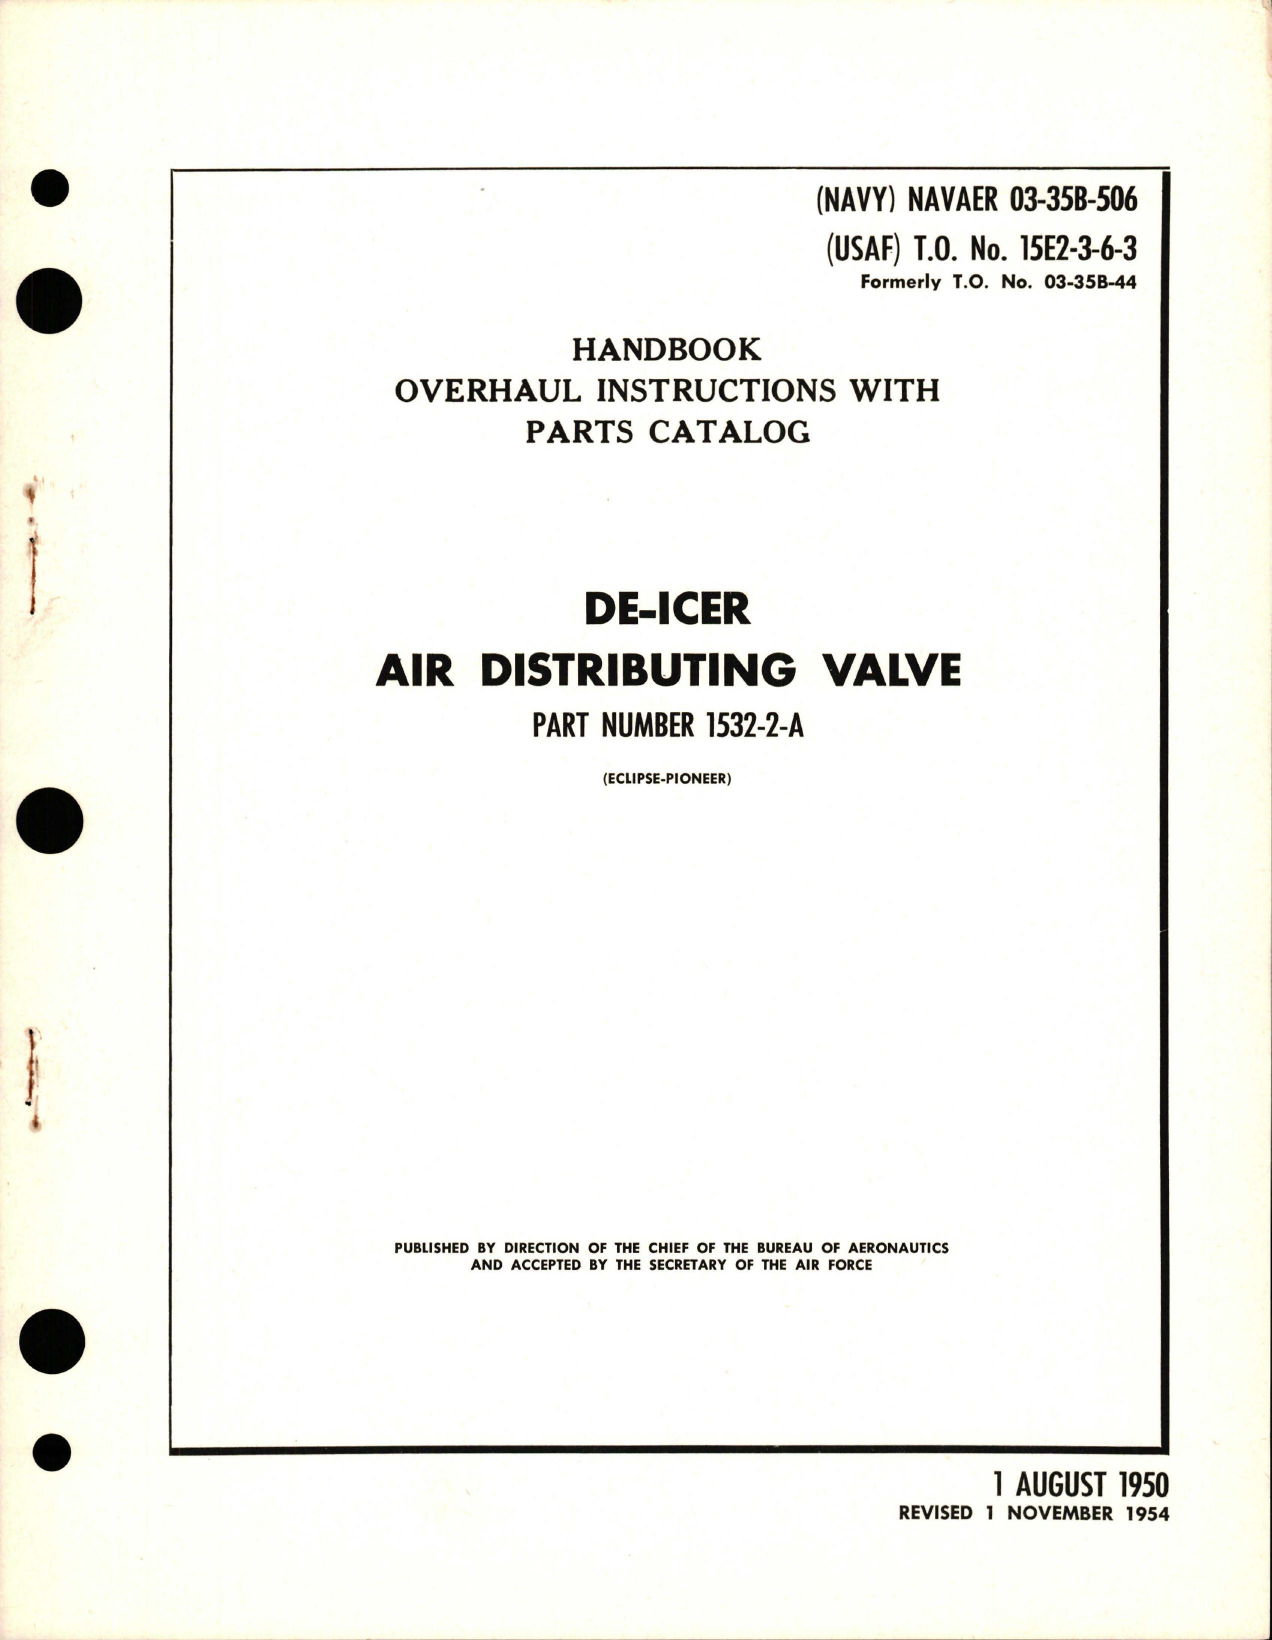 (NAVY) NAVAER 03-35B-506
(USAF) T.O. No. 15E2-3-6-3
Formerly T.O. No. 03-35B-44
HANDBOOK
OVERHAUL INSTRUCTIONS WITH
PARTS CATALOG
DE-ICER
AIR DISTRIBUTING VALVE
PART NUMBER 1532-2-A
(ECLIPSE-PIONEER)
PUBLISHED BY DIRECTION OF THE CHIEF OF THE BUREAU OF AERONAUTICS
AND ACCEPTED BY THE SECRETARY OF THE AIR FORCE
1 AUGUST 1950
REVISED 1 NOVEMBER 1954